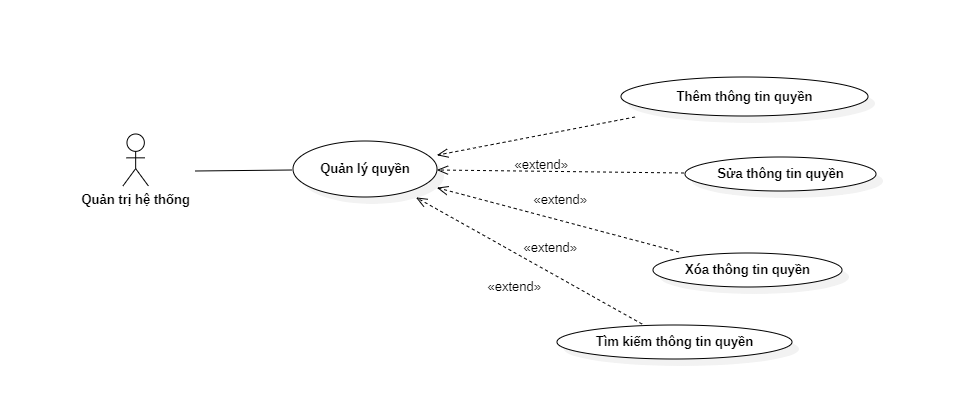 Thêm thông tin quyền
Quản lý quyền
«extend»
Sửa thông tin quyền
Quản trị hệ thống
«extend»
«extend»
Xóa thông tin quyền
«extend»
Tìm kiếm thông tin quyền